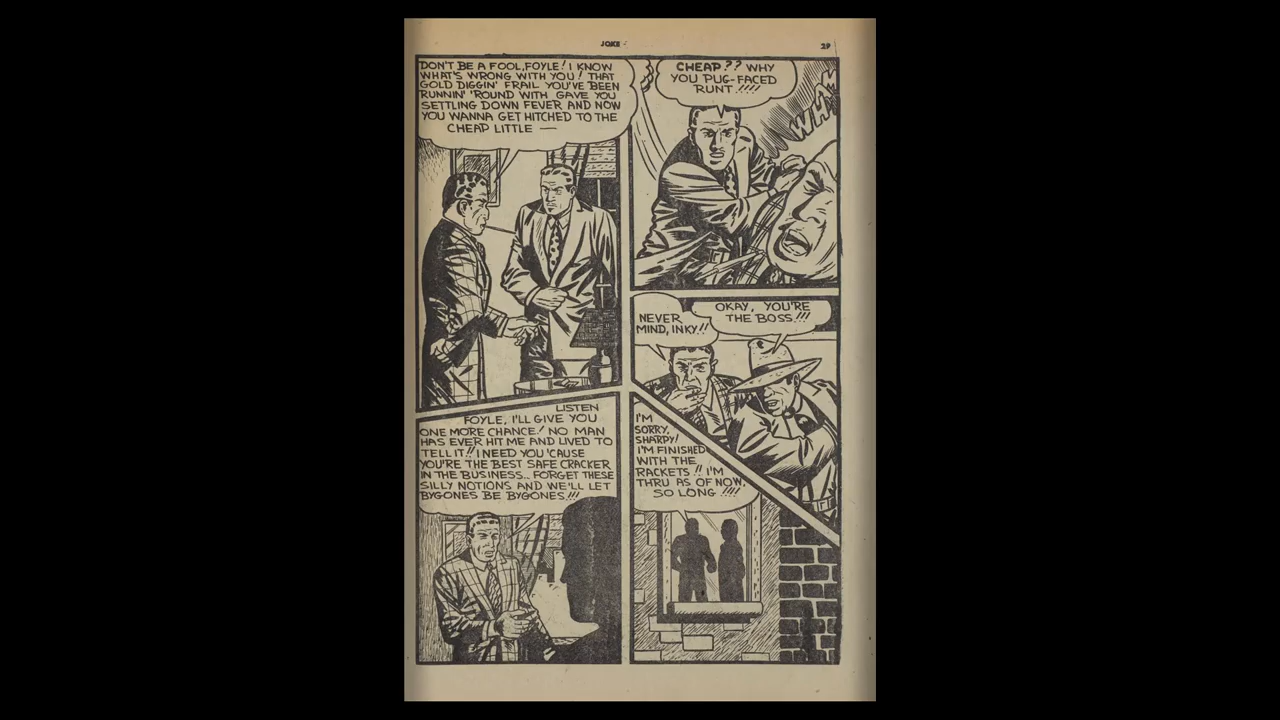 JOKE
29
DON'T BE A FOOL, FOYLE! I KNOW
WHAT'S WRONG WITH YOU! THAT
GOLD DIGGIN' FRAIL YOU'VE BEEN
RUNNIN' 'ROUND WITH GAVE YOU
SETTLING DOWN FEVER AND NOW
YOU WANNA GET HITCHED TO THE
CHEAP LITTLE —
CHEAP?? WHY
YOU PUG-FACED
RUNT!!!!
WHAM
NEVER
MIND, INKY!!
OKAY, YOU'RE
THE BOSS!!!
LISTEN
FOYLE, I'LL GIVE YOU
ONE MORE CHANCE! NO MAN
HAS EVER HIT ME AND LIVED TO
TELL IT!! I NEED YOU 'CAUSE
YOU'RE THE BEST SAFE CRACKER
IN THE BUSINESS... FORGET THESE
SILLY NOTIONS AND WE'LL LET
BYGONES BE BYGONES!!!
I'M
SORRY,
SHARPY!
I'M FINISHED
WITH THE
RACKETS!! I'M
THRU AS OF NOW.
SO LONG!!!!